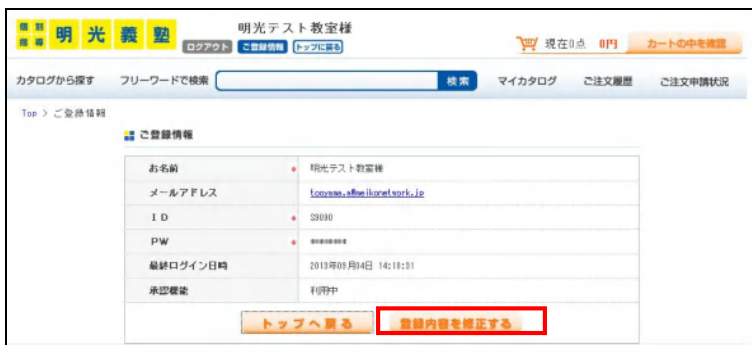 個別指導 明光義塾
明光テスト教室様
ログアウト ご登録情報 トップに戻る
現在0点 0円 カートの中を確認
カタログから探す フリーワードで検索 検索 マイカタログ ご注文履歴 ご注文申請状況
Top > ご登録情報
ご登録情報
お名前 * 明光テスト教室様
メールアドレス
ID * S9090
PW * ********
最終ログイン日時 2013年09月04日 14:18:31
承認機能 利用中
トップへ戻る 登録内容を修正する